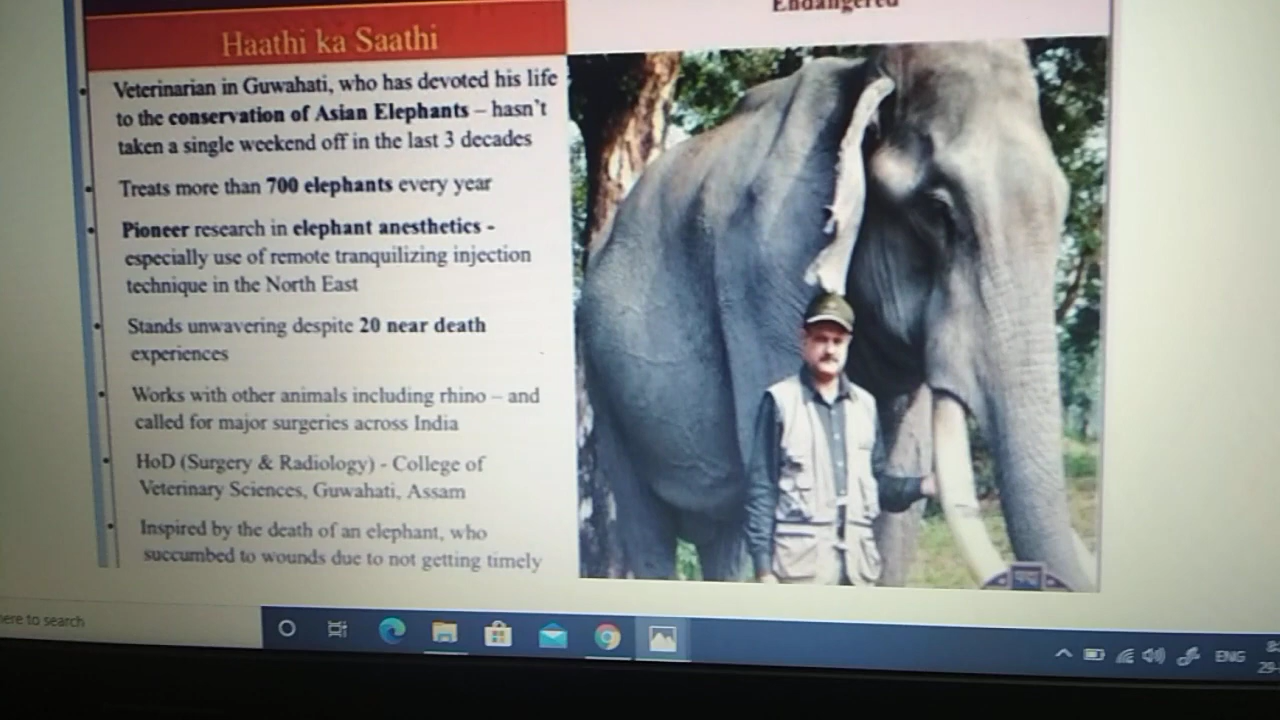 Endangered
Haathi ka Saathi
Veterinarian in Guwahati, who has devoted his life
to the conservation of Asian Elephants – hasn't
taken a single weekend off in the last 3 decades
Treats more than 700 elephants every year
Pioneer research in elephant anesthetics -
especially use of remote tranquilizing injection
technique in the North East
Stands unwavering despite 20 near death
experiences
Works with other animals including rhino – and
called for major surgeries across India
HoD (Surgery & Radiology) - College of
Veterinary Sciences, Guwahati, Assam
Inspired by the death of an elephant, who
succumbed to wounds due to not getting timely
ere to search
ENG